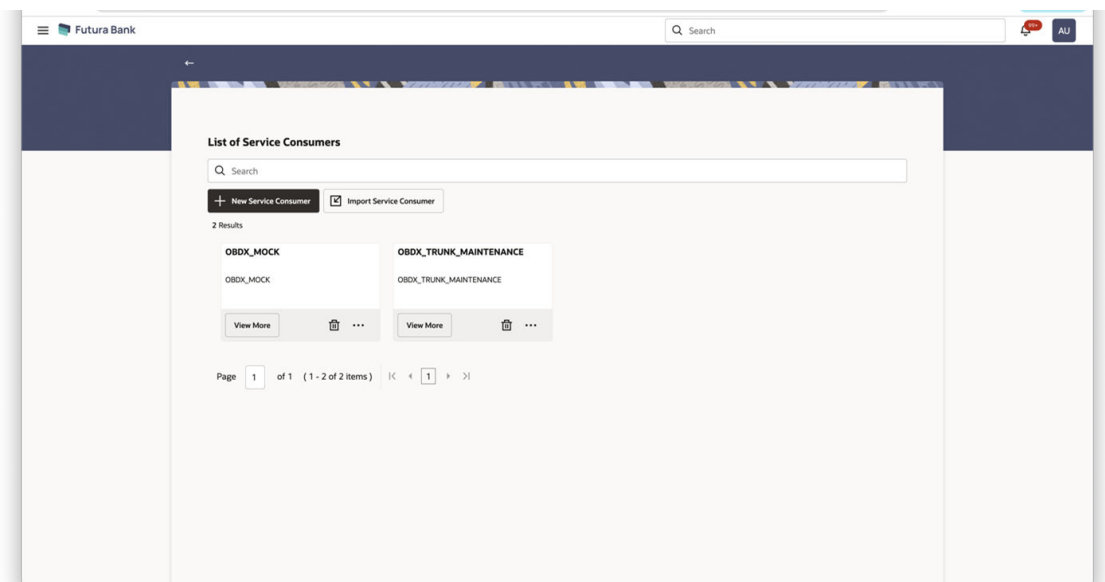 Futura Bank
Search
99+
AU
List of Service Consumers
Search
New Service Consumer
Import Service Consumer
2 Results
OBDX_MOCK
OBDX_TRUNK_MAINTENANCE
OBDX_MOCK
OBDX_TRUNK_MAINTENANCE
View More
View More
Page 1 of 1 ( 1 - 2 of 2 items ) 1